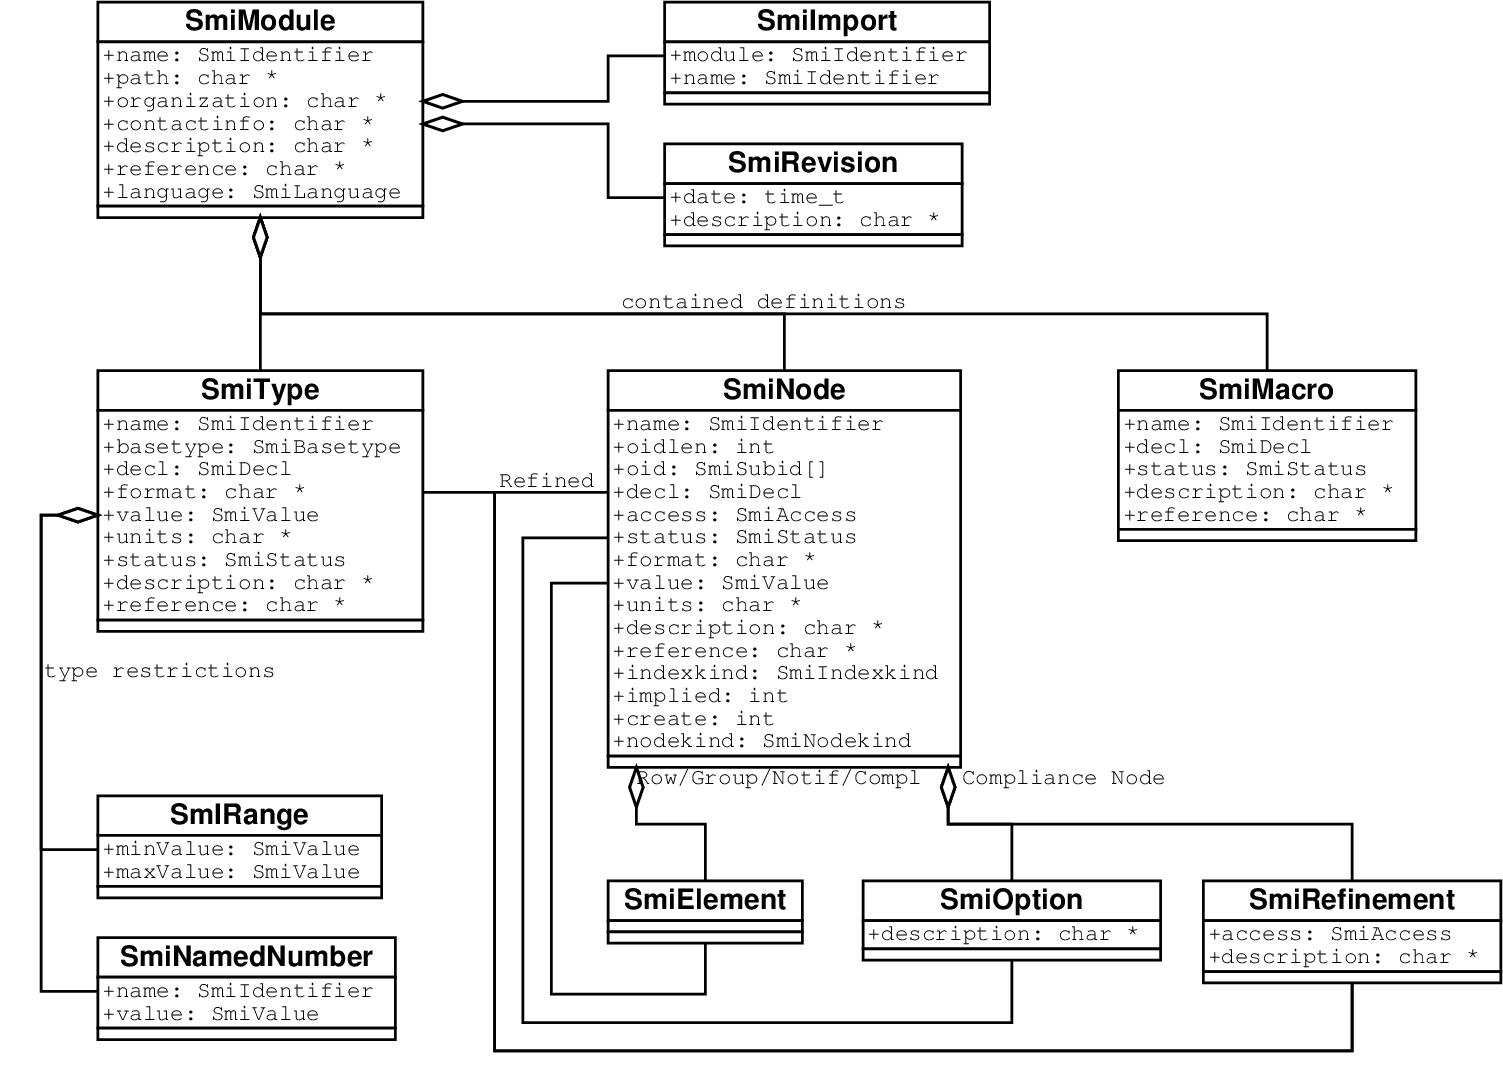 SmiModule
+name: SmiIdentifier
+path: char *
+organization: char *
+contactinfo: char *
+description: char *
+reference: char *
+language: SmiLanguage
SmiImport
+module: SmiIdentifier
+name: SmiIdentifier
SmiRevision
+date: time_t
+description: char *
contained definitions
SmiType
+name: SmiIdentifier
+basetype: SmiBasetype
+decl: SmiDecl
+format: char *
+value: SmiValue
+units: char *
+status: SmiStatus
+description: char *
+reference: char *
Refined
SmiNode
+name: SmiIdentifier
+oidlen: int
+oid: SmiSubid[]
+decl: SmiDecl
+access: SmiAccess
+status: SmiStatus
+format: char *
+value: SmiValue
+units: char *
+description: char *
+reference: char *
+indexkind: SmiIndexkind
+implied: int
+create: int
+nodekind: SmiNodekind
SmiMacro
+name: SmiIdentifier
+decl: SmiDecl
+status: SmiStatus
+description: char *
+reference: char *
type restrictions
Row/Group/Notif/Compl
Compliance Node
SmIRange
+minValue: SmiValue
+maxValue: SmiValue
SmiNamedNumber
+name: SmiIdentifier
+value: SmiValue
SmiElement
SmiOption
+description: char *
SmiRefinement
+access: SmiAccess
+description: char *